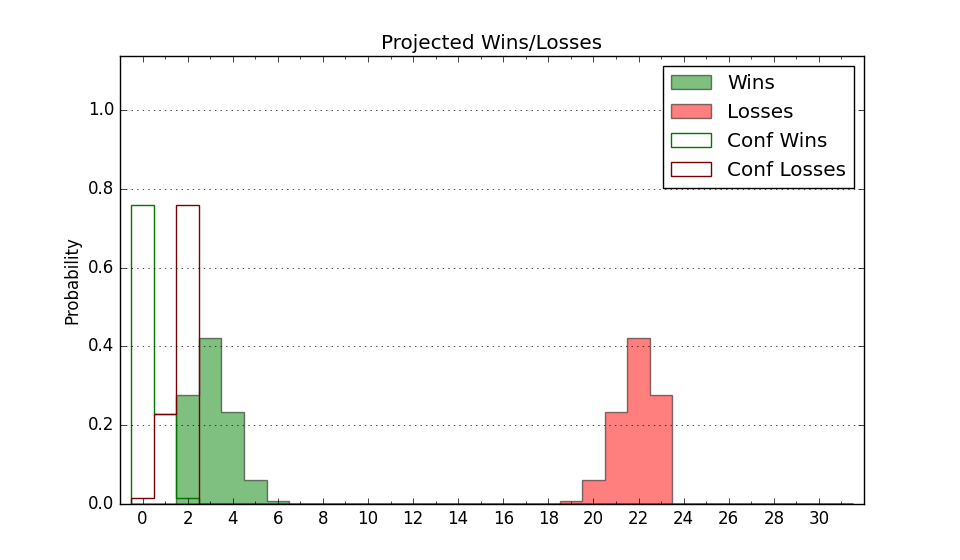 Projected Wins/Losses
Wins
Losses
Conf Wins
Conf Losses
Probability
1.0
0.8
0.6
0.4
0.2
0.0
0 2 4 6 8 10 12 14 16 18 20 22 24 26 28 30